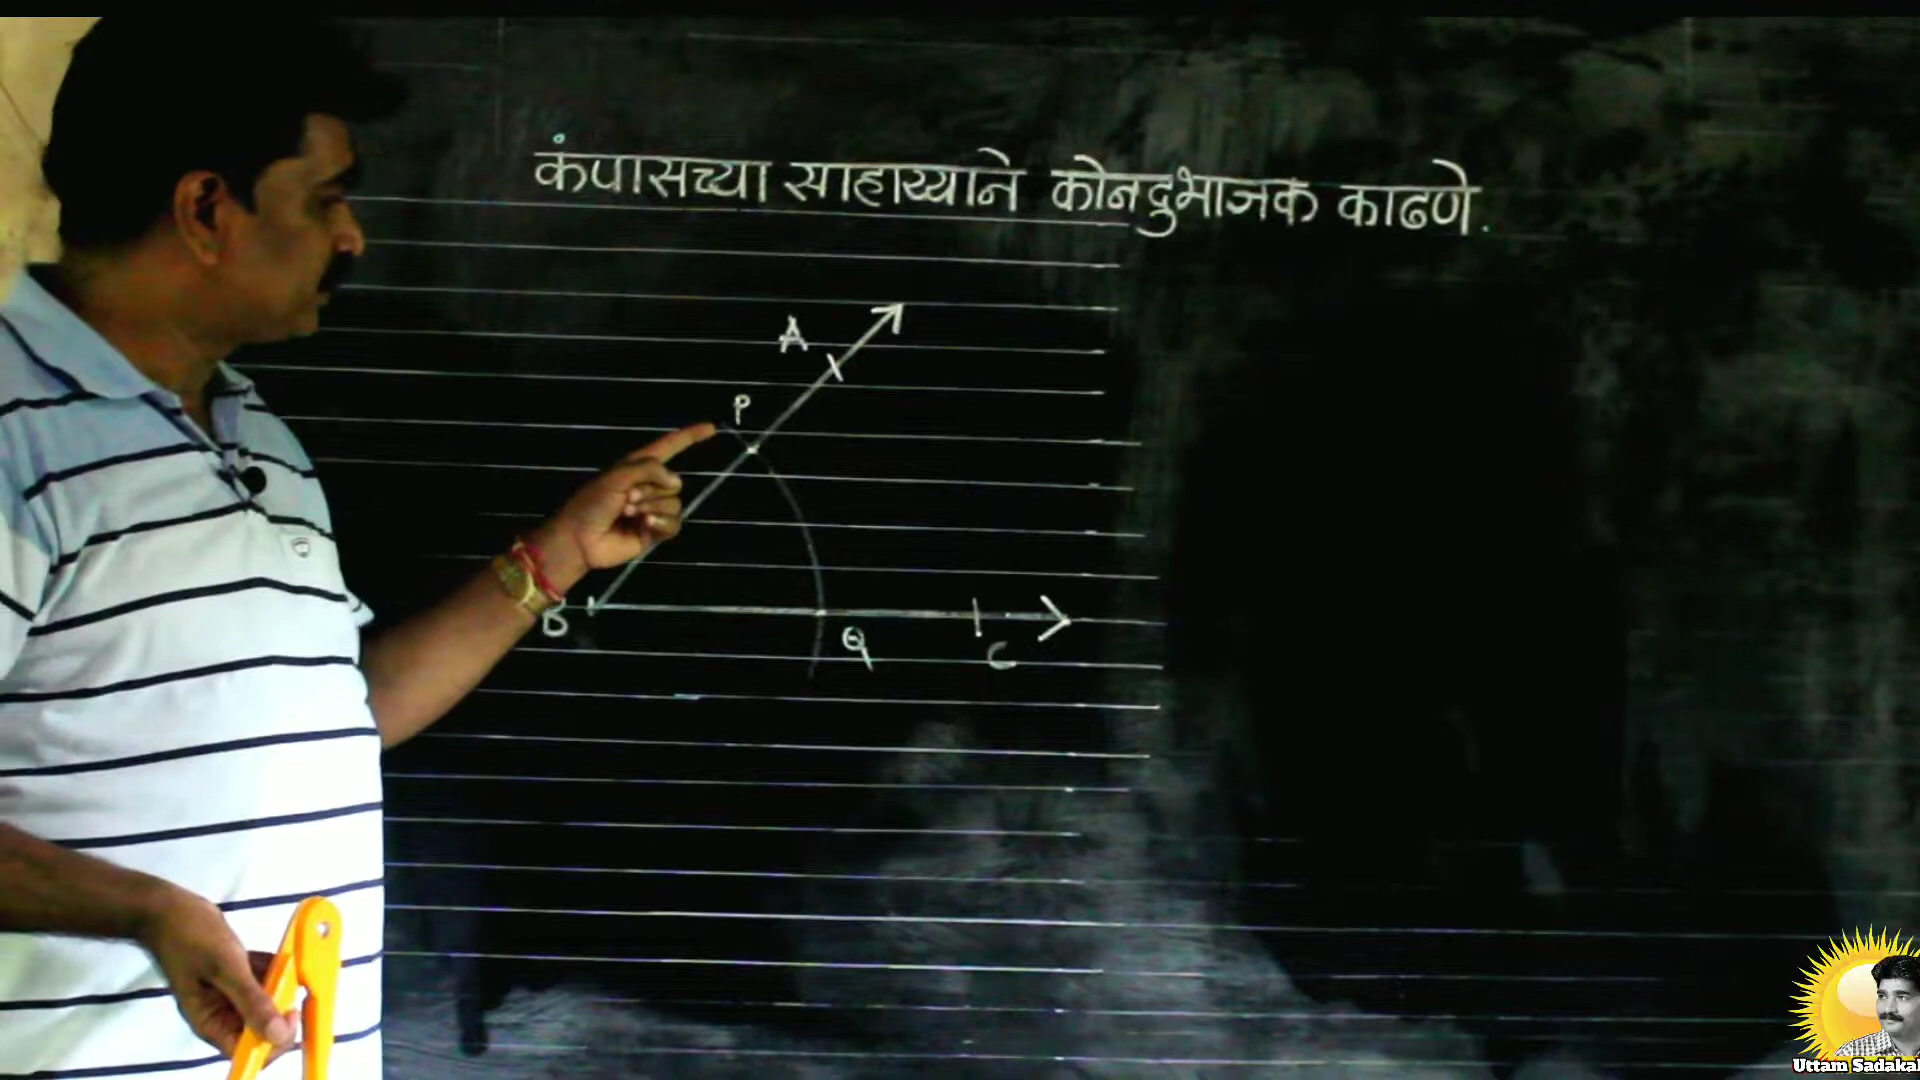 कंपासच्या साहाय्याने कोनदुभाजक काढणे.
A
P
B
Q
C
Uttam Sadakal